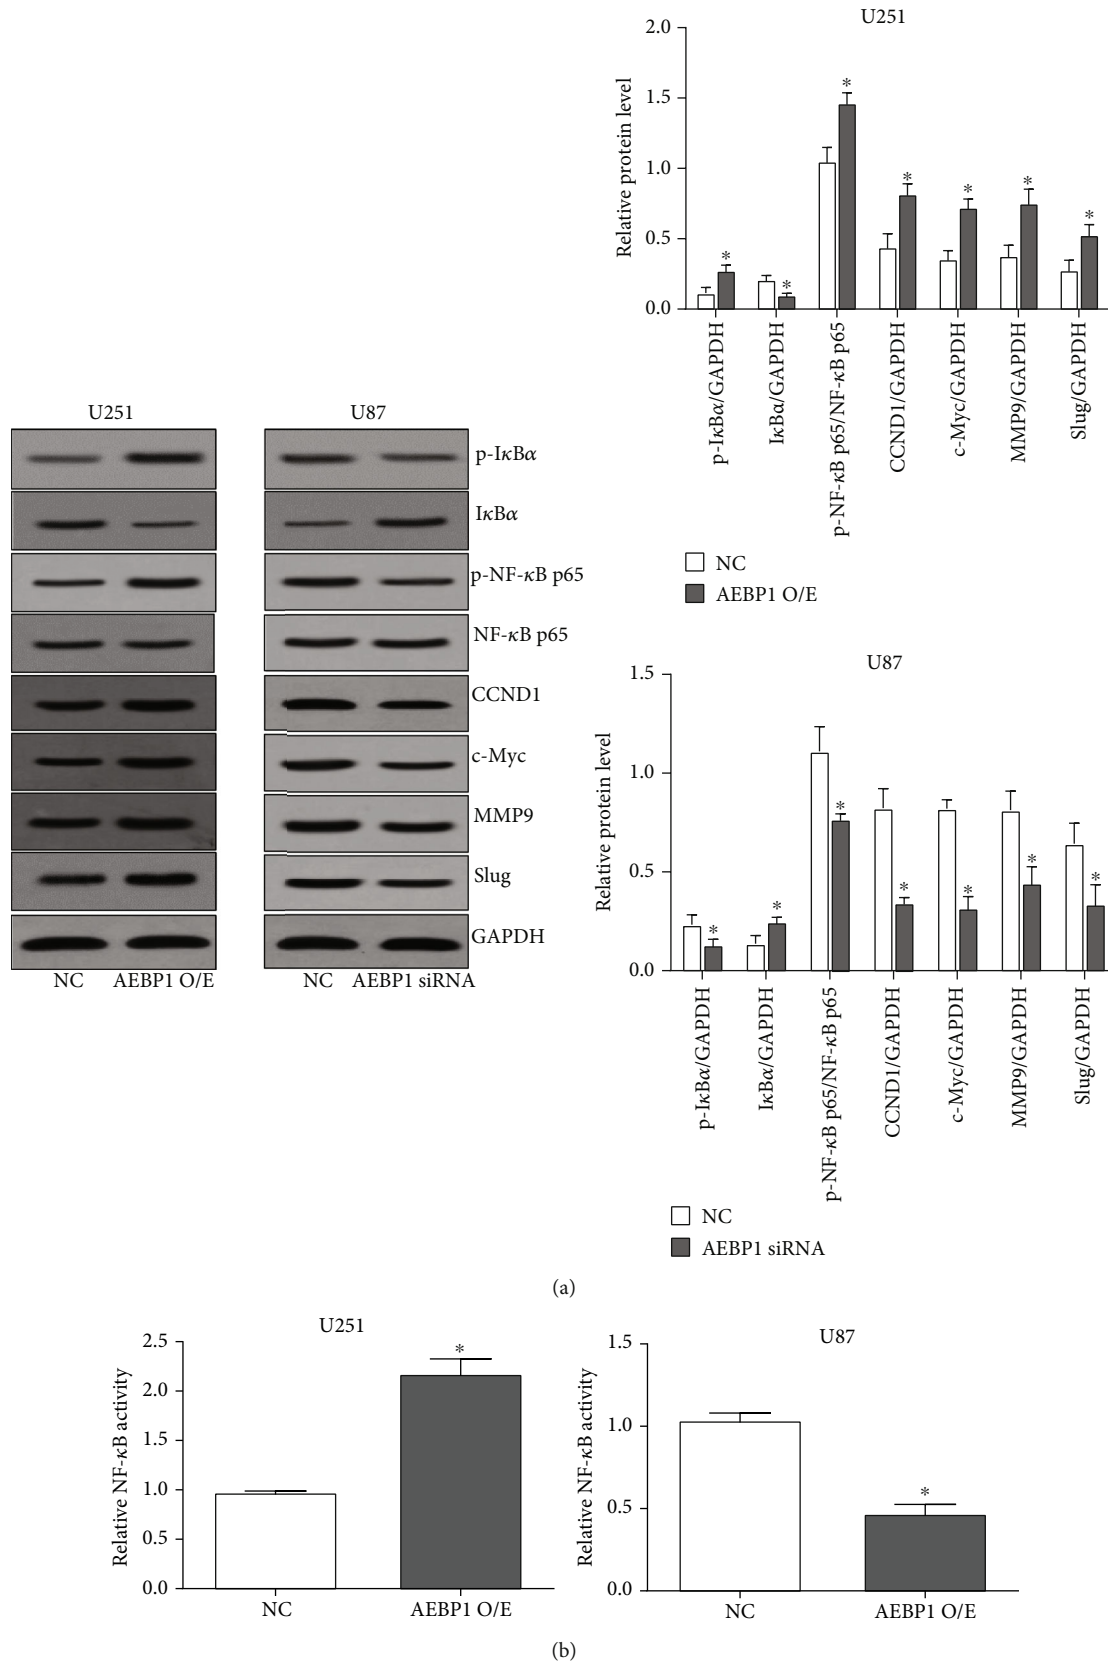 U251
2.0
1.5
1.0
0.5
0.0
Relative protein level
p-IκBα/GAPDH
IκBα/GAPDH
p-NF-κB p65/NF-κB p65
CCND1/GAPDH
c-Myc/GAPDH
MMP9/GAPDH
Slug/GAPDH
* * * * * * *
NC
AEBP1 O/E
U251
U87
p-IκBα
IκBα
p-NF-κB p65
NF-κB p65
CCND1
c-Myc
MMP9
Slug
GAPDH
NC AEBP1 O/E
NC AEBP1 siRNA
U87
1.5
1.0
0.5
0.0
Relative protein level
p-IκBα/GAPDH
IκBα/GAPDH
p-NF-κB p65/NF-κB p65
CCND1/GAPDH
c-Myc/GAPDH
MMP9/GAPDH
Slug/GAPDH
* * * * * * *
NC
AEBP1 siRNA
(a)
U251
2.5
2.0
1.5
1.0
0.5
0.0
Relative NF-κB activity
*
NC AEBP1 O/E
U87
1.5
1.0
0.5
0.0
Relative NF-κB activity
*
NC AEBP1 O/E
(b)